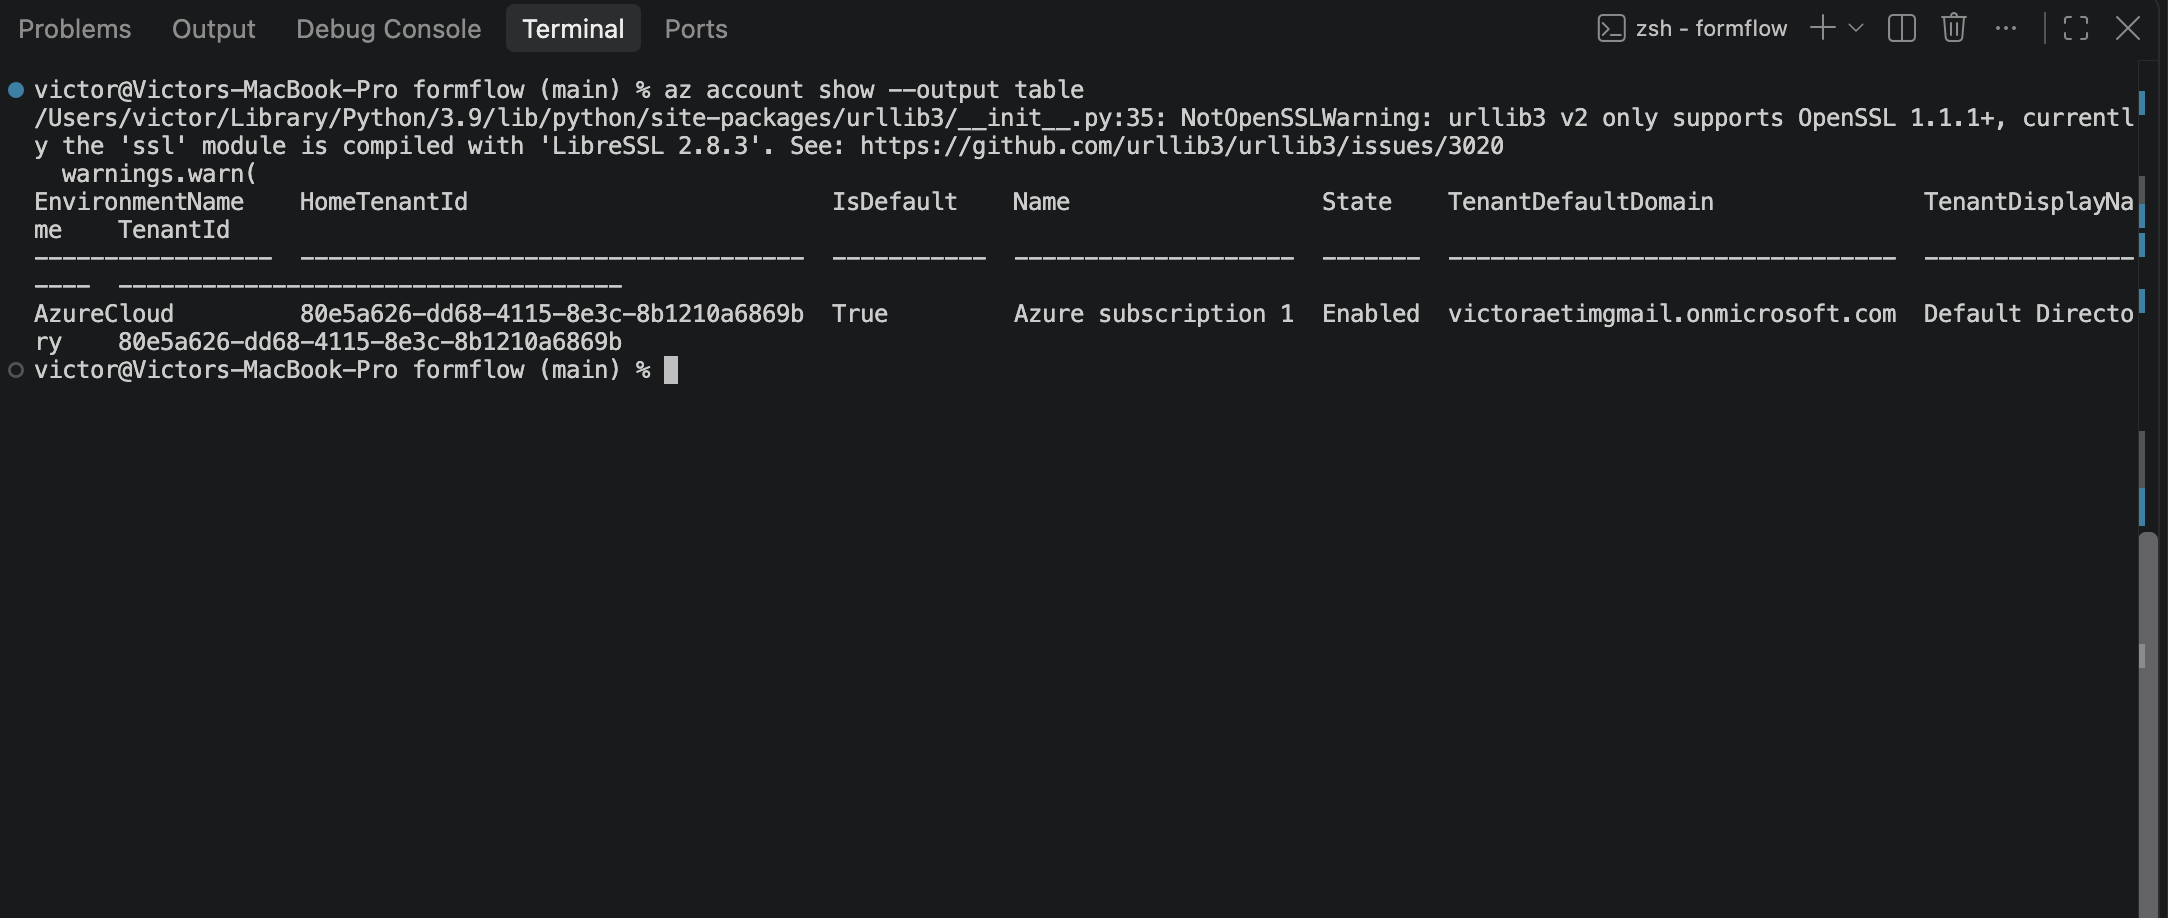 Problems Output Debug Console Terminal Ports zsh - formflow
victor@Victors-MacBook-Pro formflow (main) % az account show --output table
/Users/victor/Library/Python/3.9/lib/python/site-packages/urllib3/__init__.py:35: NotOpenSSLWarning: urllib3 v2 only supports OpenSSL 1.1.1+, currentl
y the 'ssl' module is compiled with 'LibreSSL 2.8.3'. See: https://github.com/urllib3/urllib3/issues/3020
  warnings.warn(
EnvironmentName    HomeTenantId                          IsDefault    Name                  State    TenantDefaultDomain               TenantDisplayNa
me    TenantId
-----------------  ------------------------------------  -----------  --------------------  -------  --------------------------------  ---------------
----  ------------------------------------
AzureCloud         80e5a626-dd68-4115-8e3c-8b1210a6869b  True         Azure subscription 1  Enabled  victoraetimgmail.onmicrosoft.com  Default Directo
ry    80e5a626-dd68-4115-8e3c-8b1210a6869b
victor@Victors-MacBook-Pro formflow (main) %